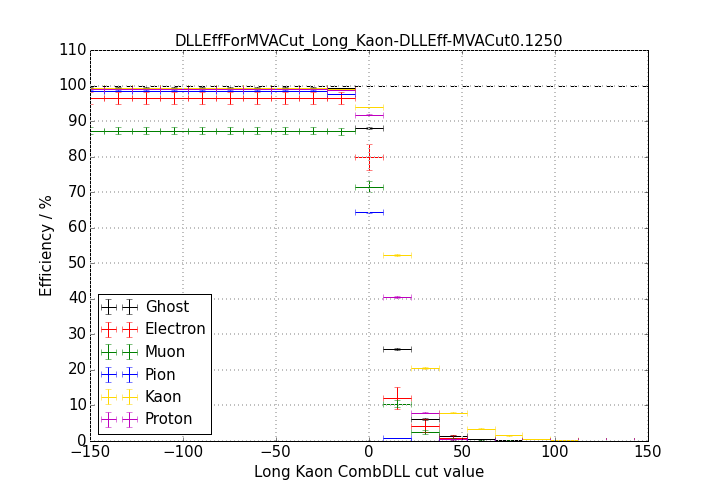 DLLEffForMVACut_Long_Kaon-DLLEff-MVACut0.1250
110
100
90
80
70
60
50
40
30
20
10
0
Efficiency / %
Ghost
Electron
Muon
Pion
Kaon
Proton
−150 −100 −50 0 50 100 150
Long Kaon CombDLL cut value